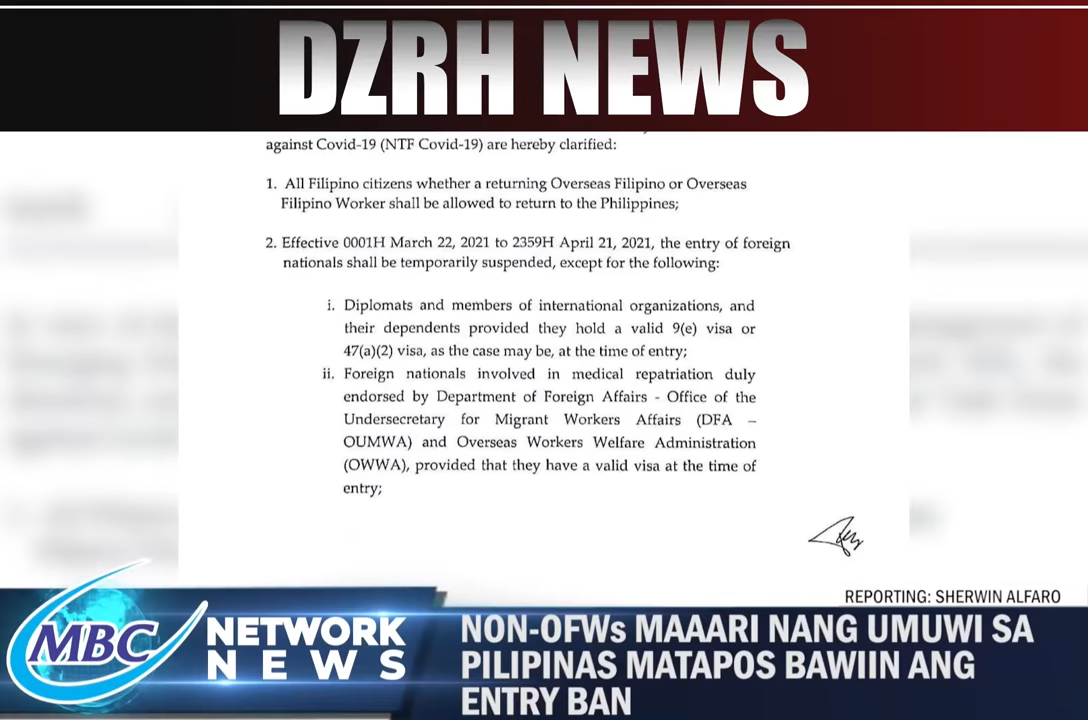 DZRH NEWS
against Covid-19 (NTF Covid-19) are hereby clarified:
1. All Filipino citizens whether a returning Overseas Filipino or Overseas
Filipino Worker shall be allowed to return to the Philippines;
2. Effective 0001H March 22, 2021 to 2359H April 21, 2021, the entry of foreign
nationals shall be temporarily suspended, except for the following:
i. Diplomats and members of international organizations, and
their dependents provided they hold a valid 9(e) visa or
47(a)(2) visa, as the case may be, at the time of entry;
ii. Foreign nationals involved in medical repatriation duly
endorsed by Department of Foreign Affairs - Office of the
Undersecretary for Migrant Workers Affairs (DFA –
OUMWA) and Overseas Workers Welfare Administration
(OWWA), provided that they have a valid visa at the time of
entry;
REPORTING: SHERWIN ALFARO
MBC
NETWORK
NEWS
NON-OFWs MAAARI NANG UMUWI SA
PILIPINAS MATAPOS BAWIIN ANG
ENTRY BAN